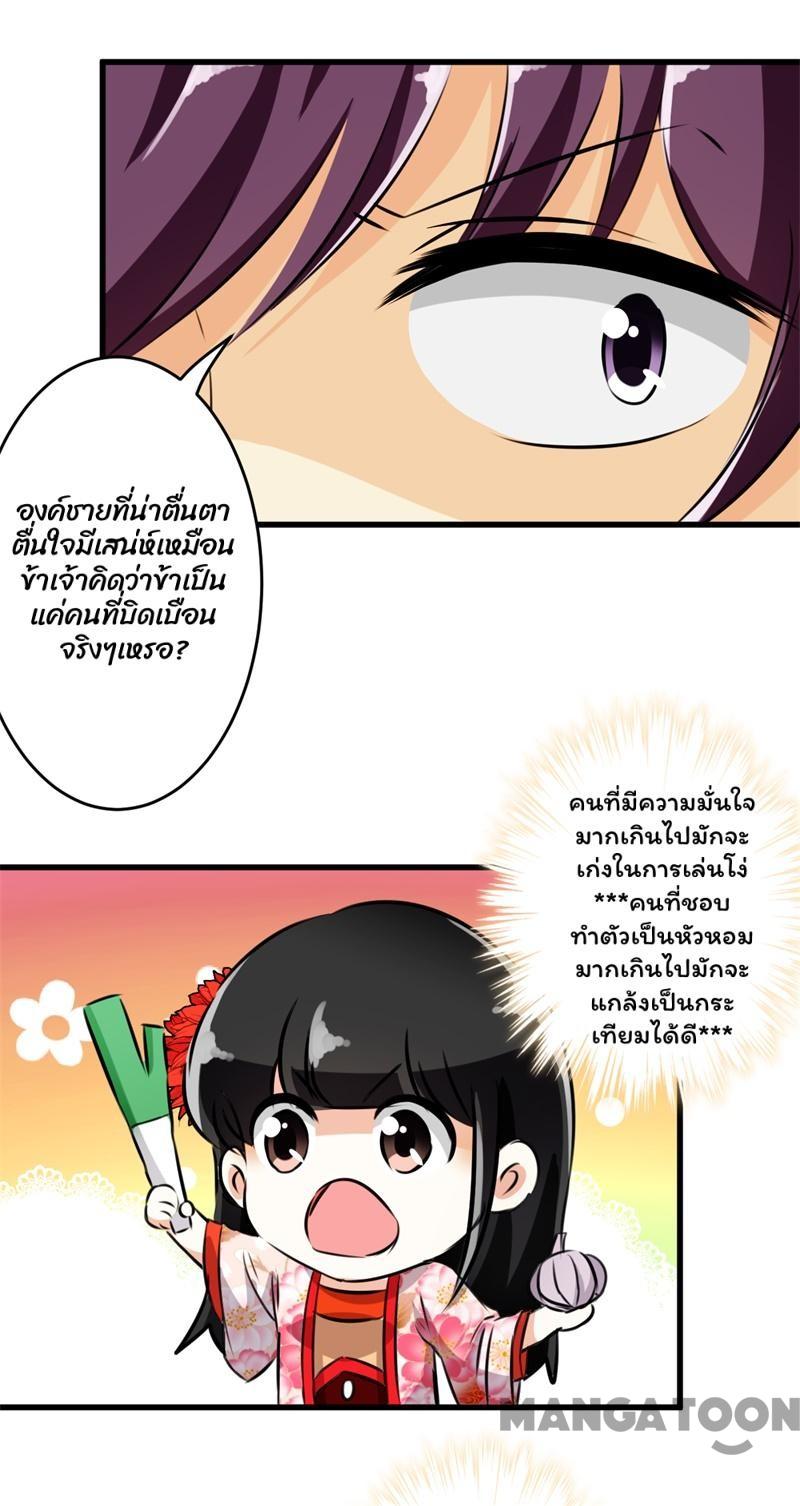 องค์ชายที่น่าตื่นตา
ตื่นใจมีเสน่ห์เหมือน
ข้าเจ้าคิดว่าข้าเป็น
แค่คนที่บิดเบือน
จริงๆเหรอ?
คนที่มีความมั่นใจ
มากเกินไปมักจะ
เก่งในการเล่นโง่
***คนที่ชอบ
ทำตัวเป็นหัวหอม
มากเกินไปมักจะ
แกล้งเป็นกระ
เทียมได้ดี***
MANGATOON